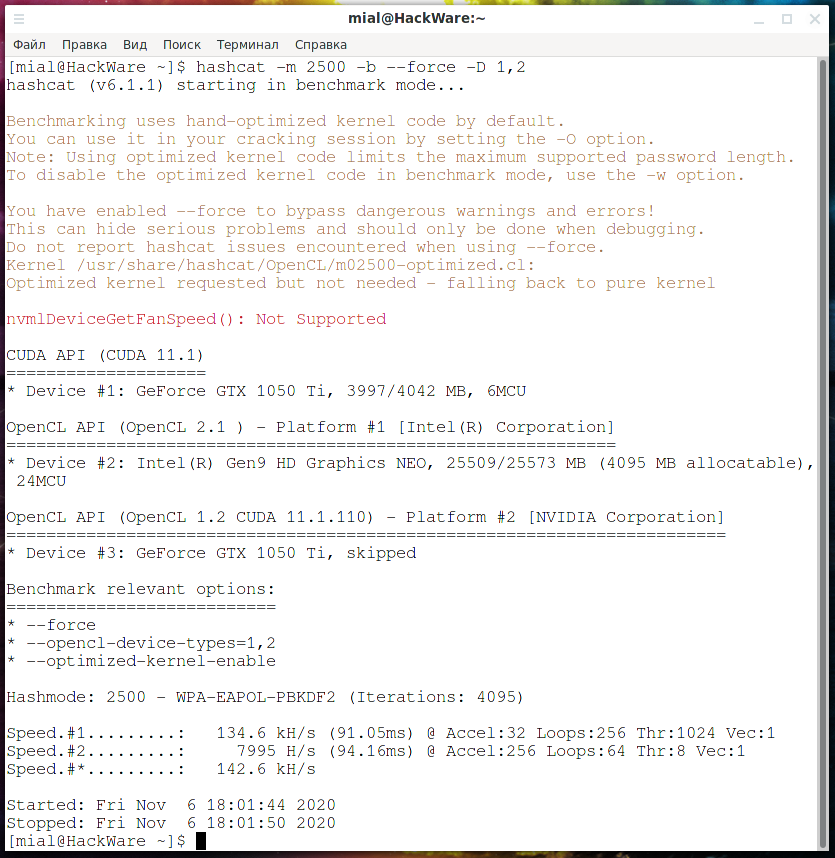 mial@HackWare:~
Файл Правка Вид Поиск Терминал Справка
[mial@HackWare ~]$ hashcat -m 2500 -b --force -D 1,2
hashcat (v6.1.1) starting in benchmark mode...
Benchmarking uses hand-optimized kernel code by default.
You can use it in your cracking session by setting the -O option.
Note: Using optimized kernel code limits the maximum supported password length.
To disable the optimized kernel code in benchmark mode, use the -w option.
You have enabled --force to bypass dangerous warnings and errors!
This can hide serious problems and should only be done when debugging.
Do not report hashcat issues encountered when using --force.
Kernel /usr/share/hashcat/OpenCL/m02500-optimized.cl:
Optimized kernel requested but not needed - falling back to pure kernel
nvmlDeviceGetFanSpeed(): Not Supported
CUDA API (CUDA 11.1)
====================
* Device #1: GeForce GTX 1050 Ti, 3997/4042 MB, 6MCU
OpenCL API (OpenCL 2.1 ) - Platform #1 [Intel(R) Corporation]
=============================================================
* Device #2: Intel(R) Gen9 HD Graphics NEO, 25509/25573 MB (4095 MB allocatable),
24MCU
OpenCL API (OpenCL 1.2 CUDA 11.1.110) - Platform #2 [NVIDIA Corporation]
========================================================================
* Device #3: GeForce GTX 1050 Ti, skipped
Benchmark relevant options:
===========================
* --force
* --opencl-device-types=1,2
* --optimized-kernel-enable
Hashmode: 2500 - WPA-EAPOL-PBKDF2 (Iterations: 4095)
Speed.#1.........:   134.6 kH/s (91.05ms) @ Accel:32 Loops:256 Thr:1024 Vec:1
Speed.#2.........:     7995 H/s (94.16ms) @ Accel:256 Loops:64 Thr:8 Vec:1
Speed.#*.........:   142.6 kH/s
Started: Fri Nov  6 18:01:44 2020
Stopped: Fri Nov  6 18:01:50 2020
[mial@HackWare ~]$